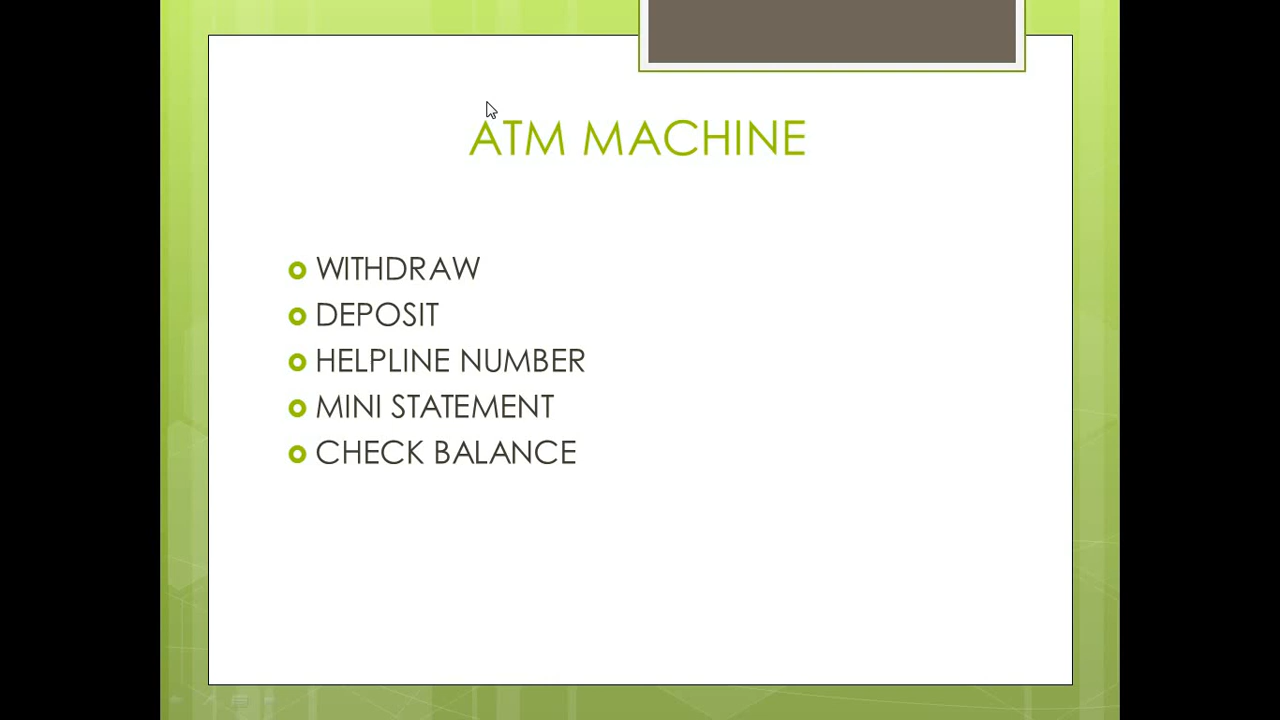 ATM MACHINE
WITHDRAW
DEPOSIT
HELPLINE NUMBER
MINI STATEMENT
CHECK BALANCE